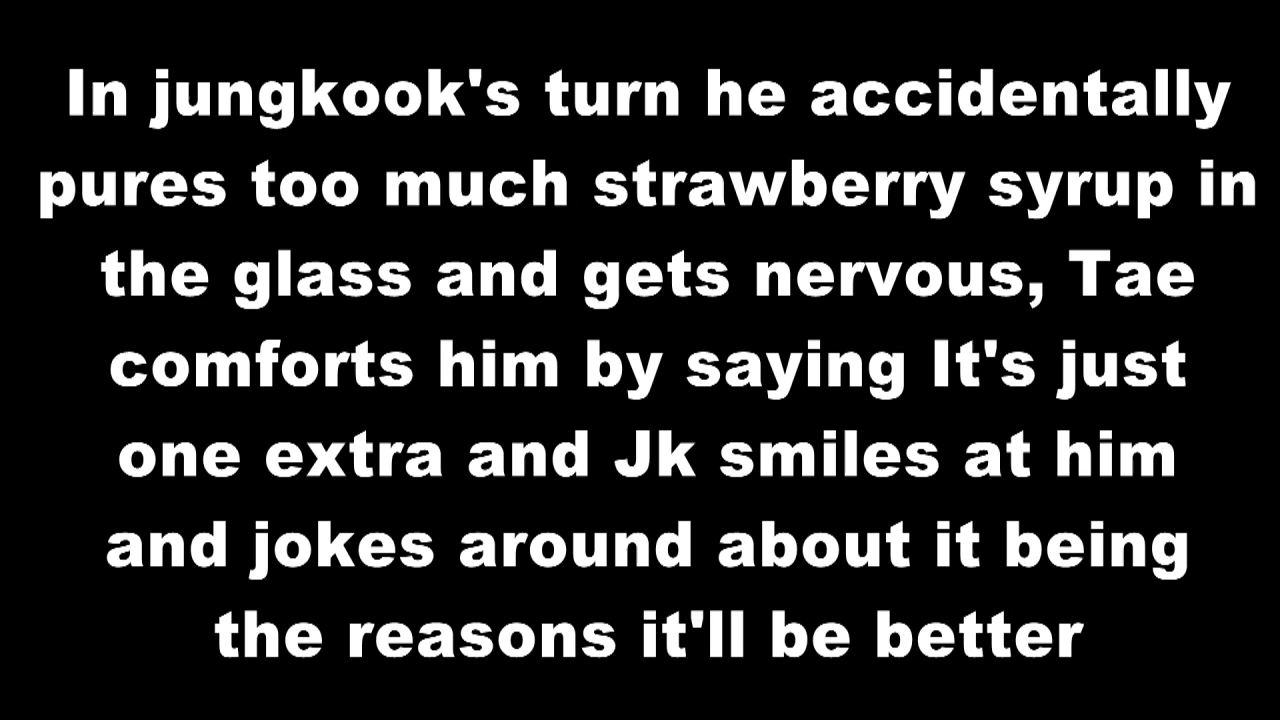 In jungkook's turn he accidentally
pures too much strawberry syrup in
the glass and gets nervous, Tae
comforts him by saying It's just
one extra and Jk smiles at him
and jokes around about it being
the reasons it'll be better